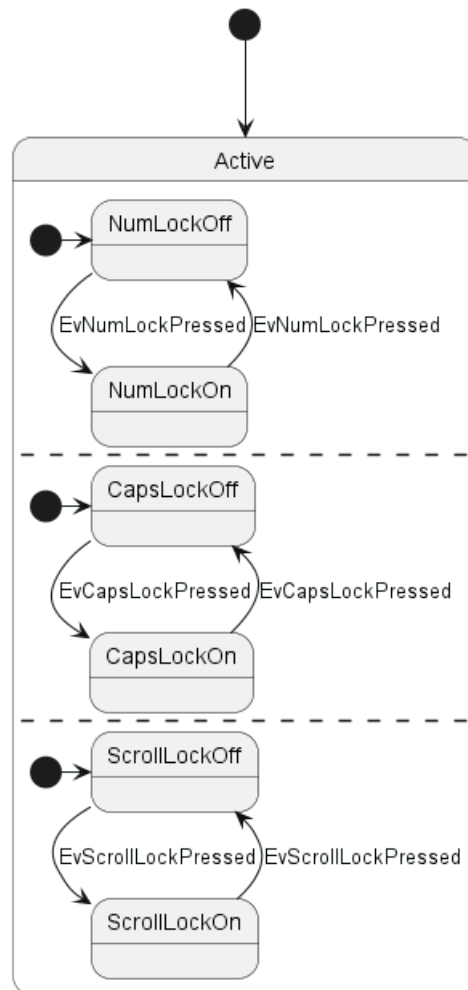 Active
NumLockOff
EvNumLockPressed EvNumLockPressed
NumLockOn
CapsLockOff
EvCapsLockPressed EvCapsLockPressed
CapsLockOn
ScrollLockOff
EvScrollLockPressed EvScrollLockPressed
ScrollLockOn